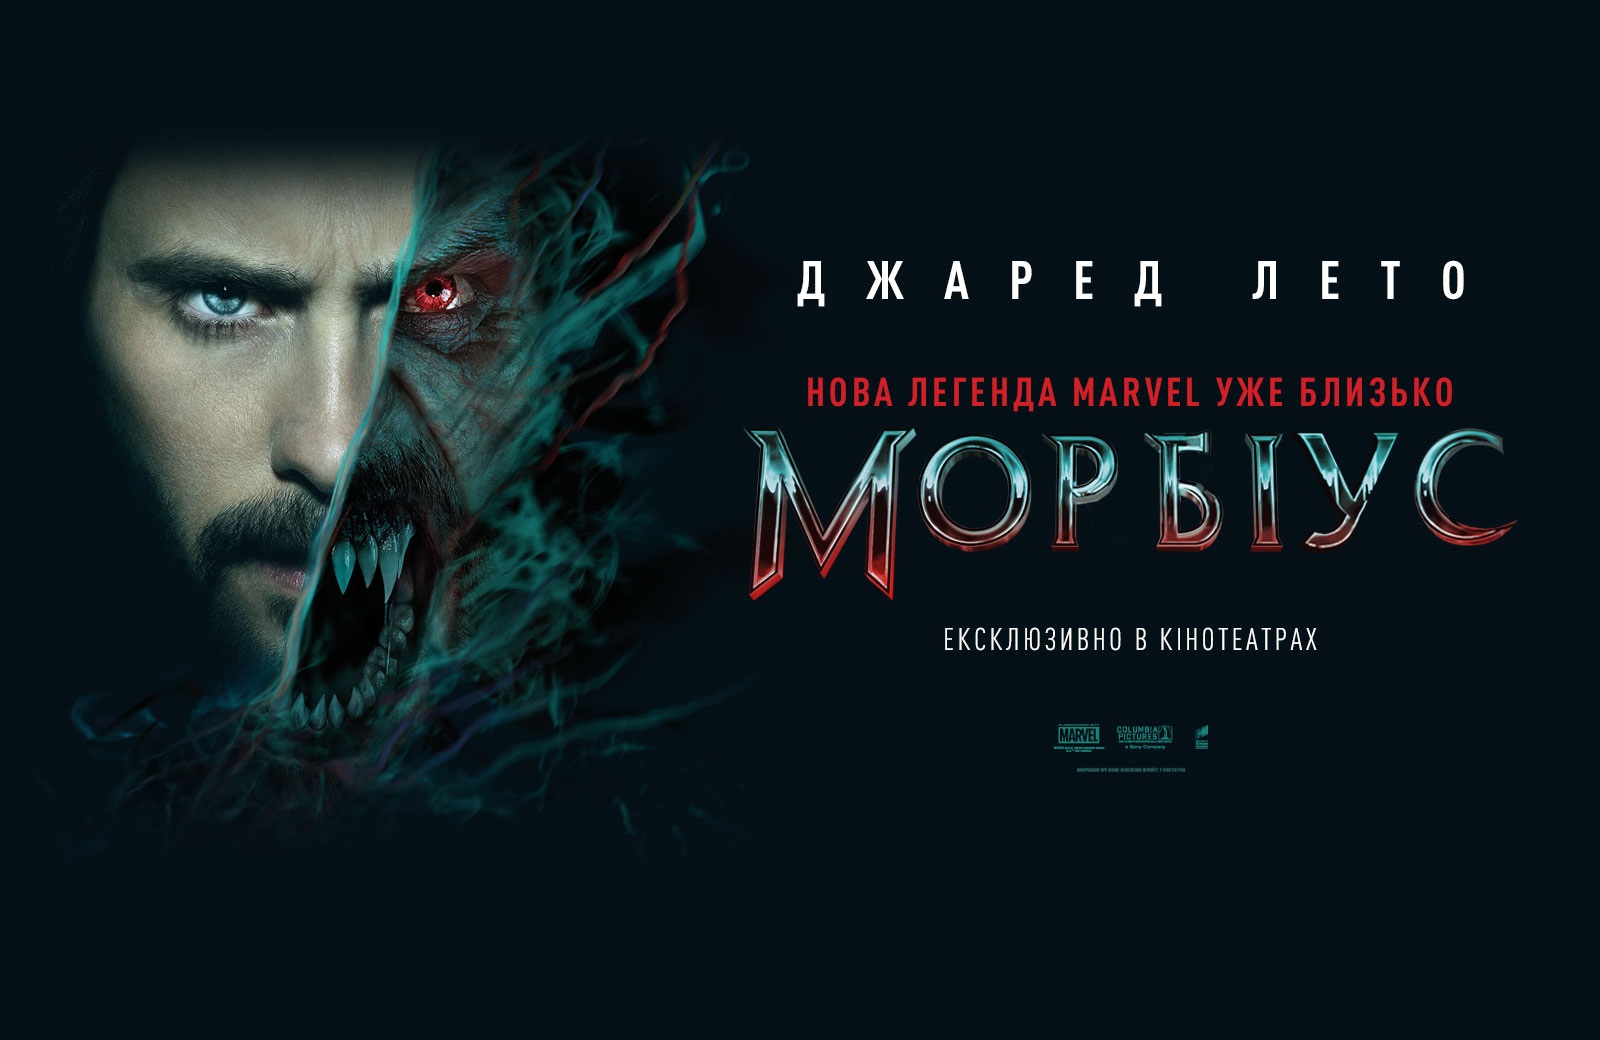 ДЖАРЕД ЛЕТО
НОВА ЛЕГЕНДА MARVEL УЖЕ БЛИЗЬКО
МОРБІУС
ЕКСКЛЮЗИВНО В КІНОТЕАТРАХ
MARVEL
COLUMBIA
PICTURES
a Sony Company